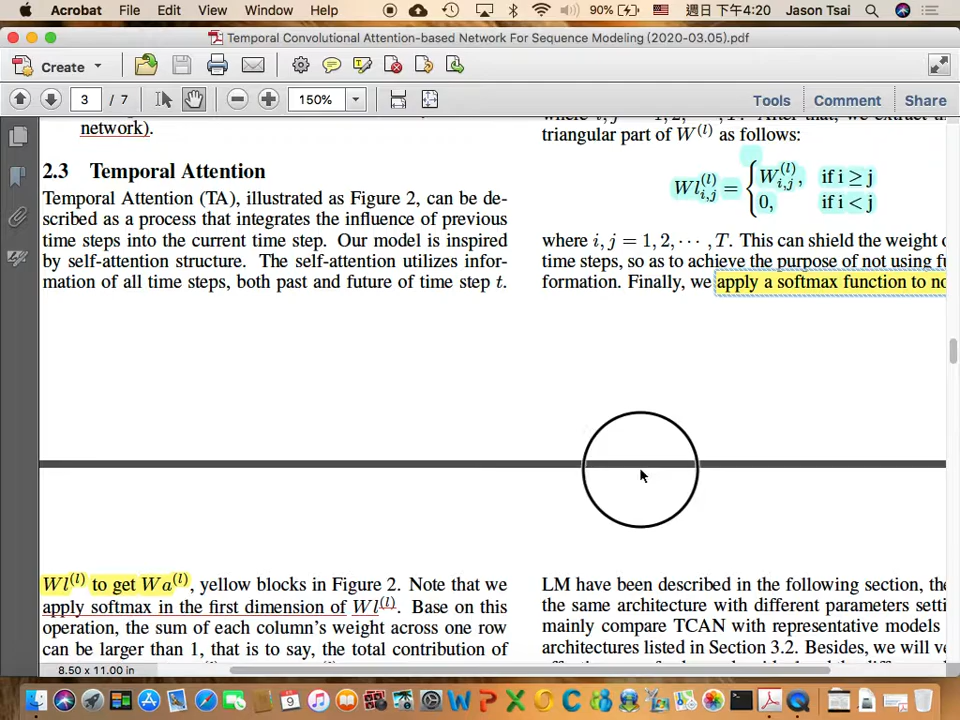 Acrobat File Edit View Window Help 90% 週日 下午4:20 Jason Tsai
Temporal Convolutional Attention-based Network For Sequence Modeling (2020-03.05).pdf
Create
3 / 7 150% Tools Comment Share
network).
2.3 Temporal Attention
Temporal Attention (TA), illustrated as Figure 2, can be de-
scribed as a process that integrates the influence of previous
time steps into the current time step. Our model is inspired
by self-attention structure. The self-attention utilizes infor-
mation of all time steps, both past and future of time step t.
triangular part of W^{(l)} as follows:
Wl^{(l)}_{i,j} = { W^{(l)}_{i,j}, if i ≥ j
0, if i < j
where i, j = 1, 2, ⋯ , T. This can shield the weight
time steps, so as to achieve the purpose of not using
formation. Finally, we apply a softmax function to
Wl^{(l)} to get Wa^{(l)}, yellow blocks in Figure 2. Note that we
apply softmax in the first dimension of Wl^{(l)}. Base on this
operation, the sum of each column's weight across one row
can be larger than 1, that is to say, the total contribution of
LM have been described in the following section,
the same architecture with different parameters
mainly compare TCAN with representative models
architectures listed in Section 3.2. Besides, we will
8.50 x 11.00 in
9